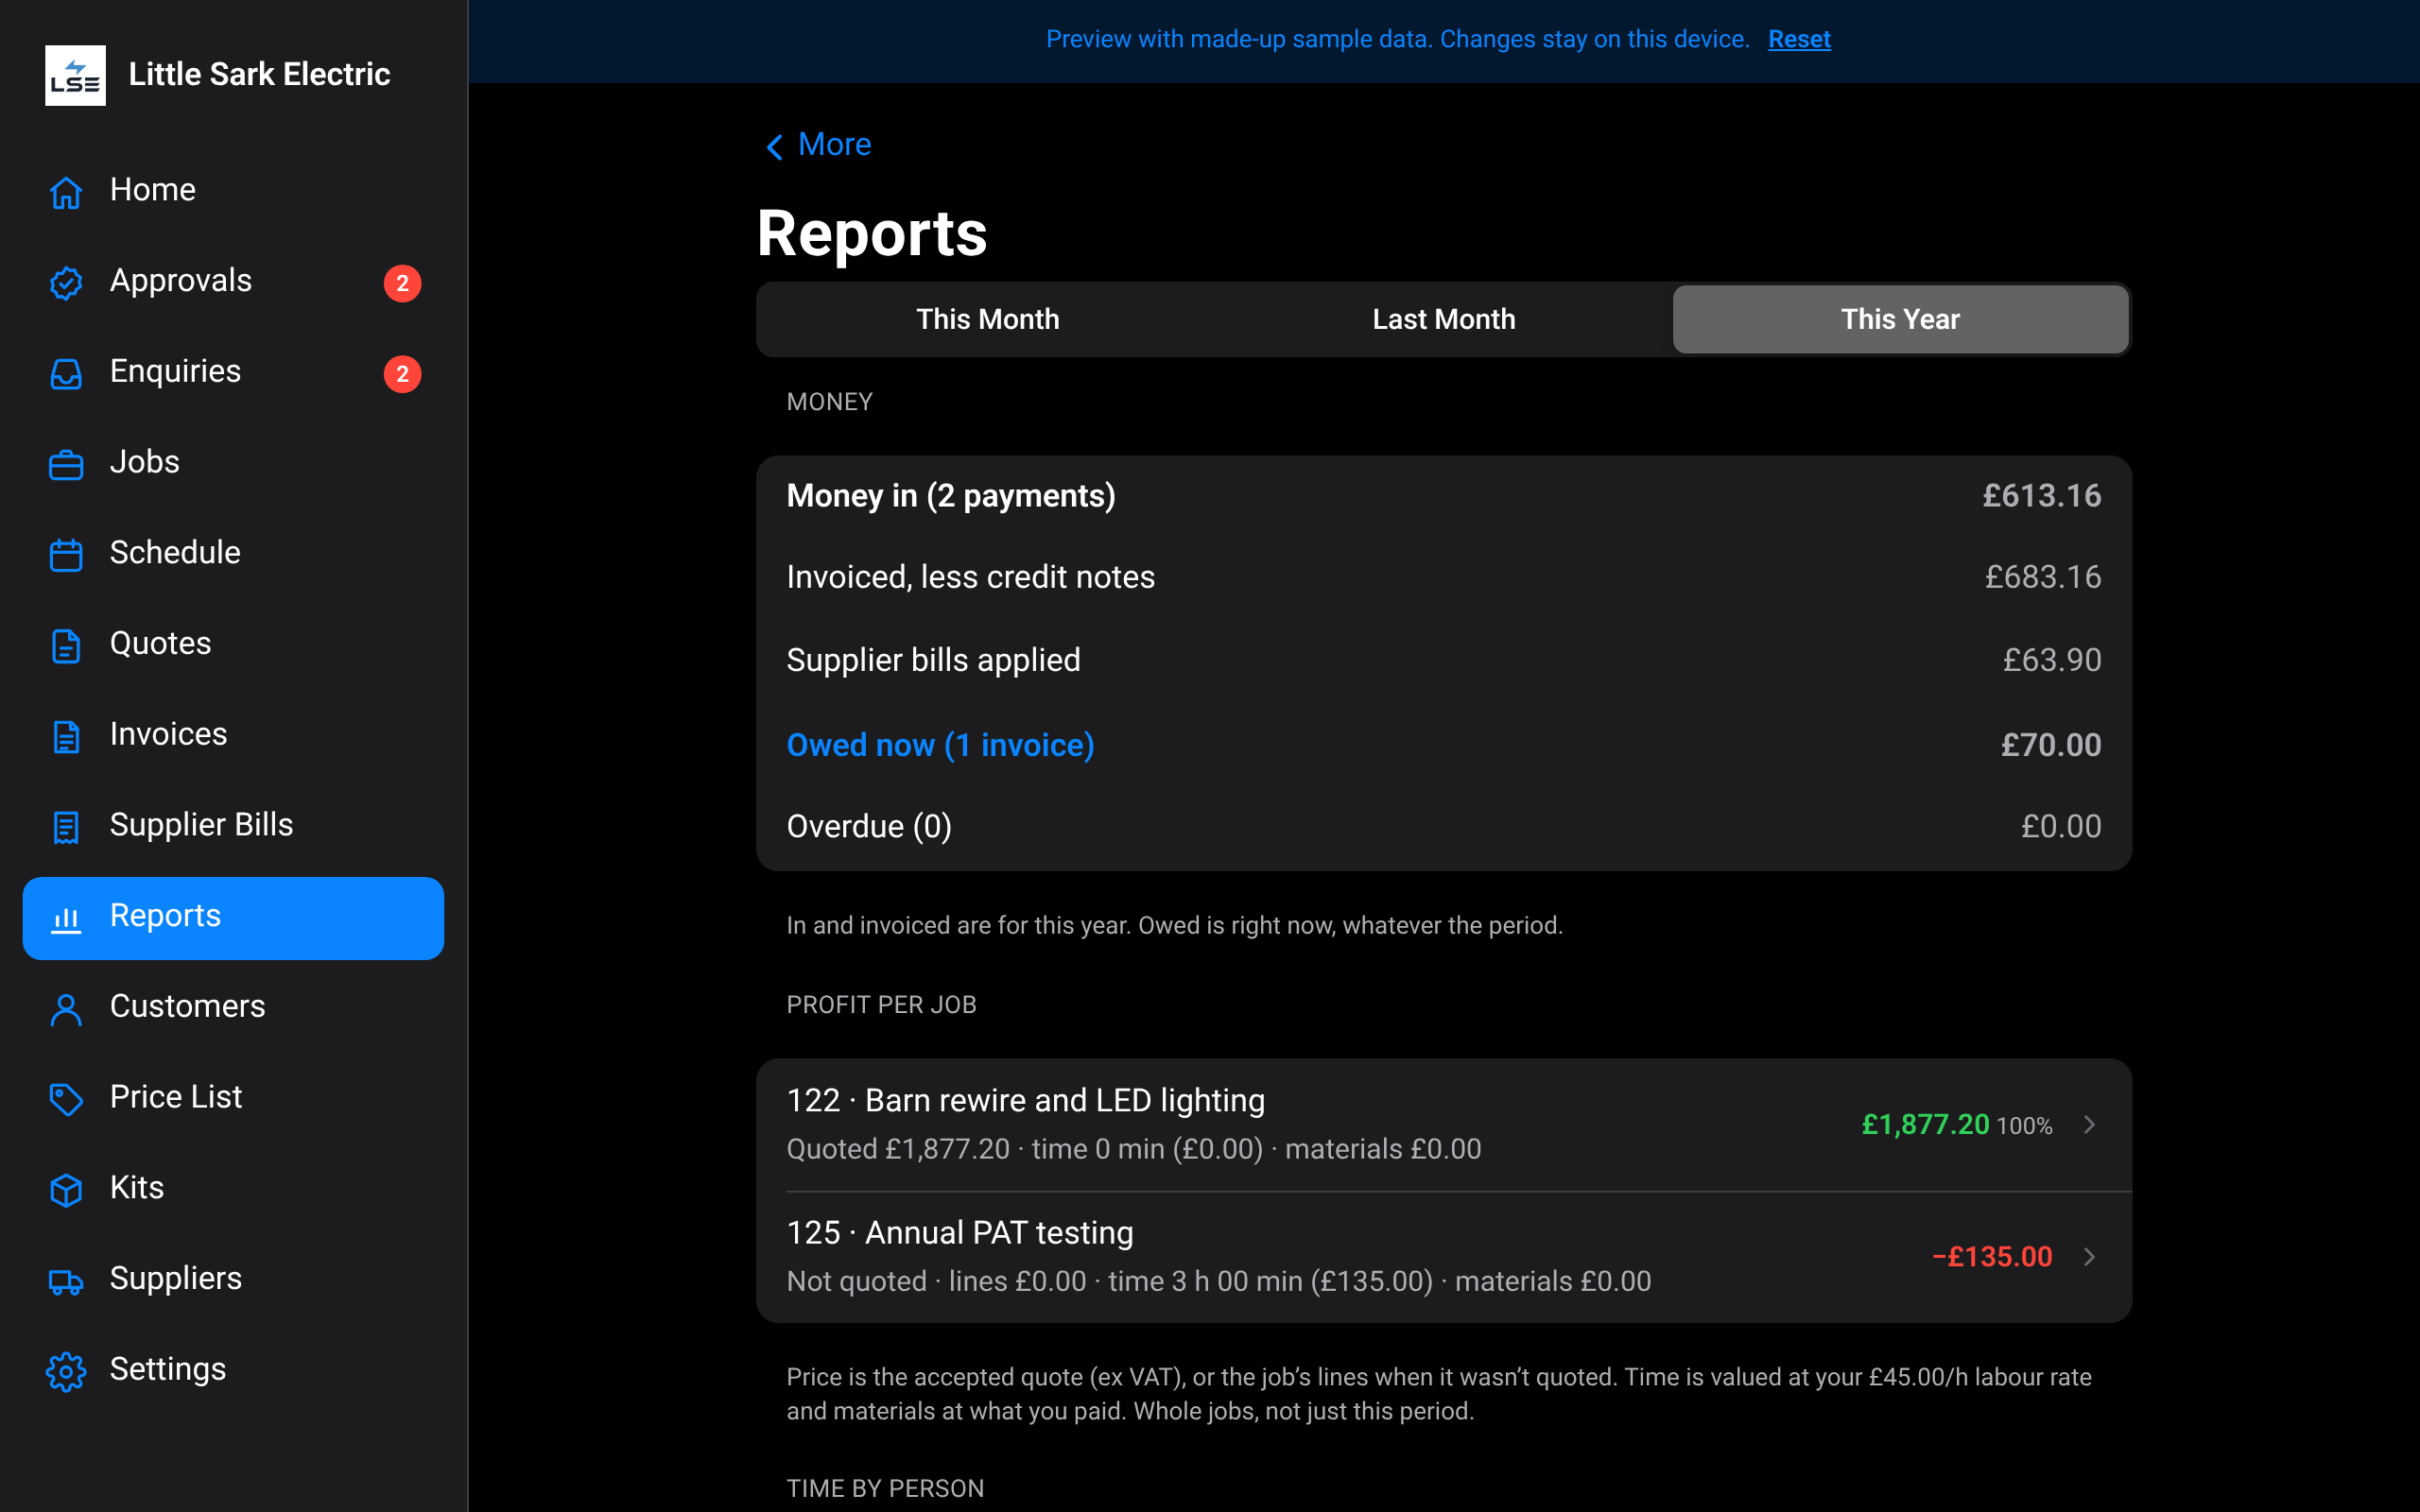 Preview with made-up sample data. Changes stay on this device. Reset
LSE
Little Sark Electric
Home
Approvals 2
Enquiries 2
Jobs
Schedule
Quotes
Invoices
Supplier Bills
Reports
Customers
Price List
Kits
Suppliers
Settings
More
Reports
This Month Last Month This Year
MONEY
Money in (2 payments) £613.16
Invoiced, less credit notes £683.16
Supplier bills applied £63.90
Owed now (1 invoice) £70.00
Overdue (0) £0.00
In and invoiced are for this year. Owed is right now, whatever the period.
PROFIT PER JOB
122 · Barn rewire and LED lighting
Quoted £1,877.20 · time 0 min (£0.00) · materials £0.00
£1,877.20 100%
125 · Annual PAT testing
Not quoted · lines £0.00 · time 3 h 00 min (£135.00) · materials £0.00
−£135.00
Price is the accepted quote (ex VAT), or the job’s lines when it wasn’t quoted. Time is valued at your £45.00/h labour rate
and materials at what you paid. Whole jobs, not just this period.
TIME BY PERSON